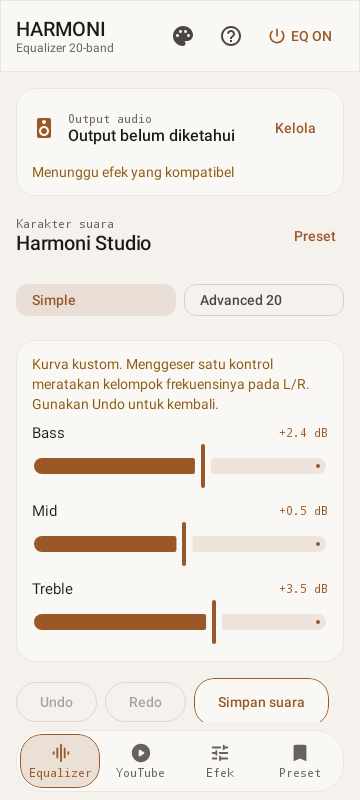 HARMONI
Equalizer 20-band
EQ ON
Output audio
Output belum diketahui
Kelola
Menunggu efek yang kompatibel
Karakter suara
Harmoni Studio
Preset
Simple
Advanced 20
Kurva kustom. Menggeser satu kontrol
meratakan kelompok frekuensinya pada L/R.
Gunakan Undo untuk kembali.
Bass
+2.4 dB
Mid
+0.5 dB
Treble
+3.5 dB
Undo
Redo
Simpan suara
Equalizer
YouTube
Efek
Preset